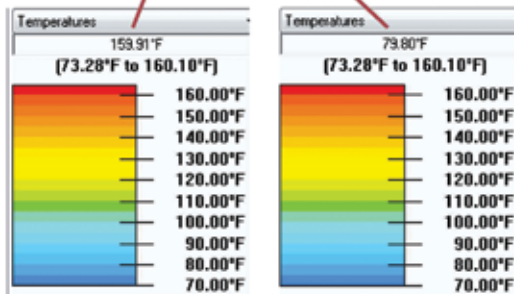 Temperatures
159.91°F
(73.28°F to 160.10°F)
160.00°F
150.00°F
140.00°F
130.00°F
120.00°F
110.00°F
100.00°F
90.00°F
80.00°F
70.00°F
Temperatures
79.80°F
(73.28°F to 160.10°F)
160.00°F
150.00°F
140.00°F
130.00°F
120.00°F
110.00°F
100.00°F
90.00°F
80.00°F
70.00°F